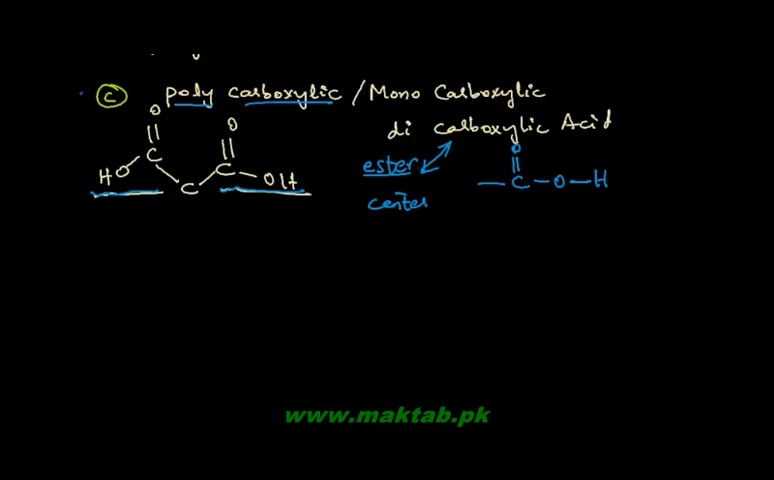 c poly carboxylic / Mono Carboxylic
di carboxylic Acid
O O
HO C C OH
C
ester
center
O
C O H
www.maktab.pk